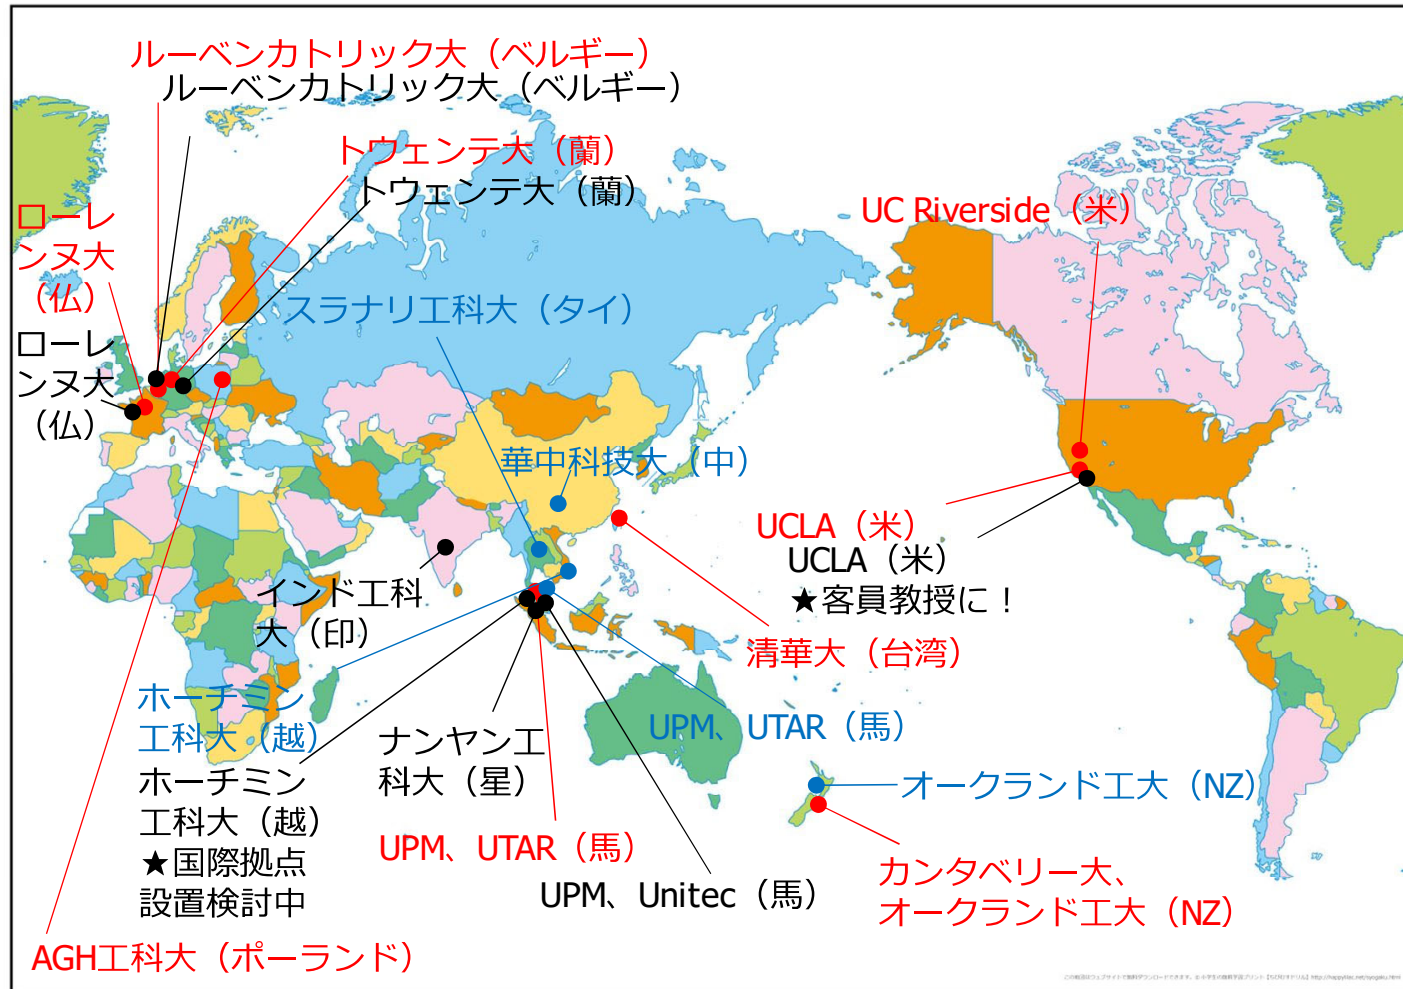 ルーベンカトリック大（ベルギー）
ルーベンカトリック大（ベルギー）
トウェンテ大（蘭）
トウェンテ大（蘭）
ローレ
ンヌ大
（仏）
UC Riverside（米）
スラナリ工科大（タイ）
ローレ
ンヌ大
（仏）
華中科技大（中）
UCLA（米）
UCLA（米）
★客員教授に！
インド工科
大（印）
清華大（台湾）
ホーチミン
工科大（越）
UPM、UTAR（馬）
ナンヤン工
科大（星）
ホーチミン
工科大（越）
★国際拠点
設置検討中
オークランド工大（NZ）
UPM、UTAR（馬）
UPM、Unitec（馬）
カンタベリー大、
オークランド工大（NZ）
AGH工科大（ポーランド）